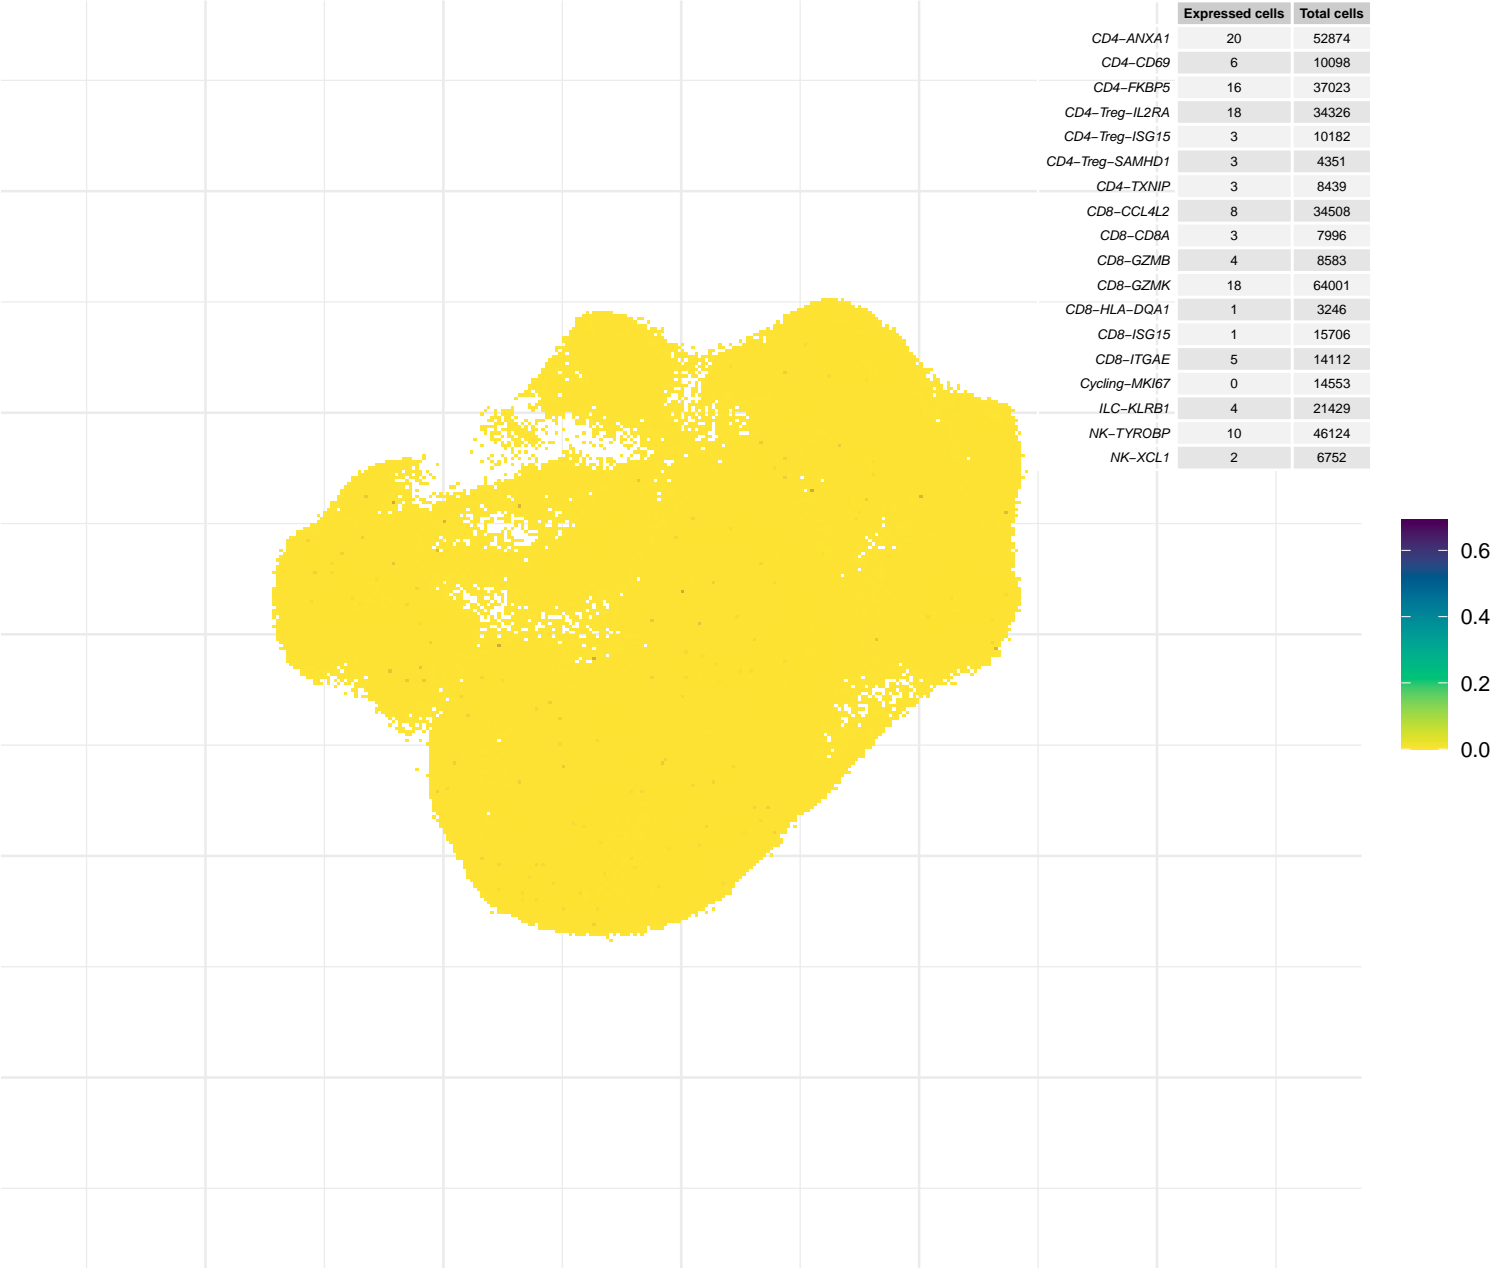 Expressed cells Total cells
CD4−ANXA1 20 52874
CD4−CD69 6 10098
CD4−FKBP5 16 37023
CD4−Treg−IL2RA 18 34326
CD4−Treg−ISG15 3 10182
CD4−Treg−SAMHD1 3 4351
CD4−TXNIP 3 8439
CD8−CCL4L2 8 34508
CD8−CD8A 3 7996
CD8−GZMB 4 8583
CD8−GZMK 18 64001
CD8−HLA−DQA1 1 3246
CD8−ISG15 1 15706
CD8−ITGAE 5 14112
Cycling−MKI67 0 14553
ILC−KLRB1 4 21429
NK−TYROBP 10 46124
NK−XCL1 2 6752
0.6
0.4
0.2
0.0